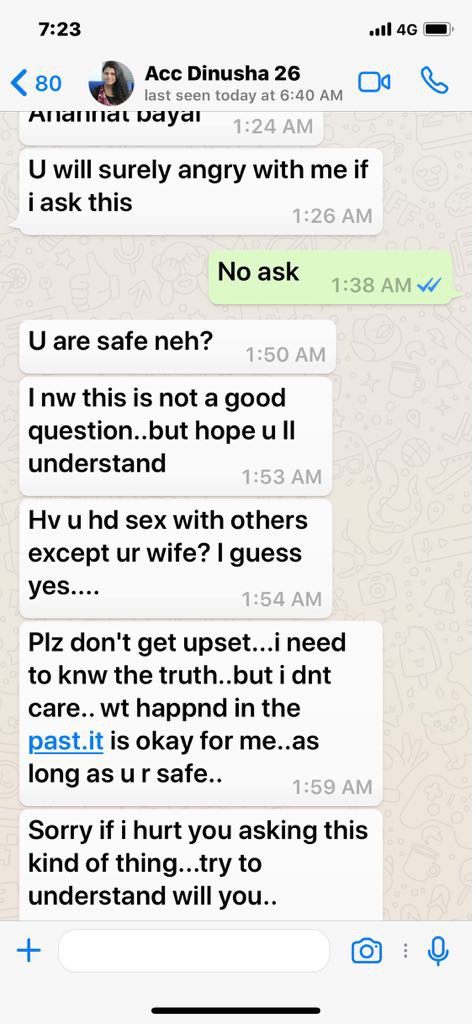 7:23
4G
80
Acc Dinusha 26
last seen today at 6:40 AM
Ahannat bayai
1:24 AM
U will surely angry with me if
i ask this
1:26 AM
No ask
1:38 AM
U are safe neh?
1:50 AM
I nw this is not a good
question..but hope u ll
understand
1:53 AM
Hv u hd sex with others
except ur wife? I guess
yes....
1:54 AM
Plz don't get upset...i need
to knw the truth..but i dnt
care.. wt happnd in the
past.it is okay for me..as
long as u r safe..
1:59 AM
Sorry if i hurt you asking this
kind of thing...try to
understand will you..